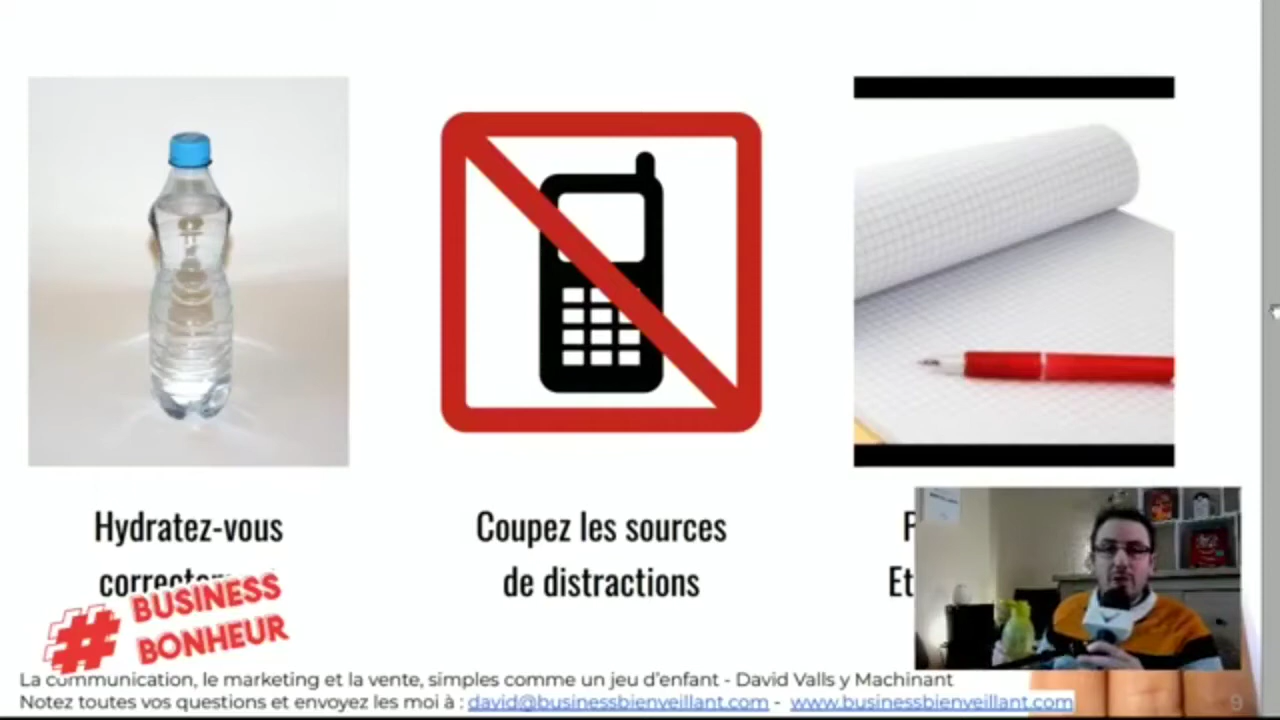 Hydratez-vous
Coupez les sources
de distractions
Et
# BUSINESS
BONHEUR
La communication, le marketing et la vente, simples comme un jeu d’enfant - David Valls y Machinant
Notez toutes vos questions et envoyez les moi à : david@businessbienveillant.com - www.businessbienveillant.com
9